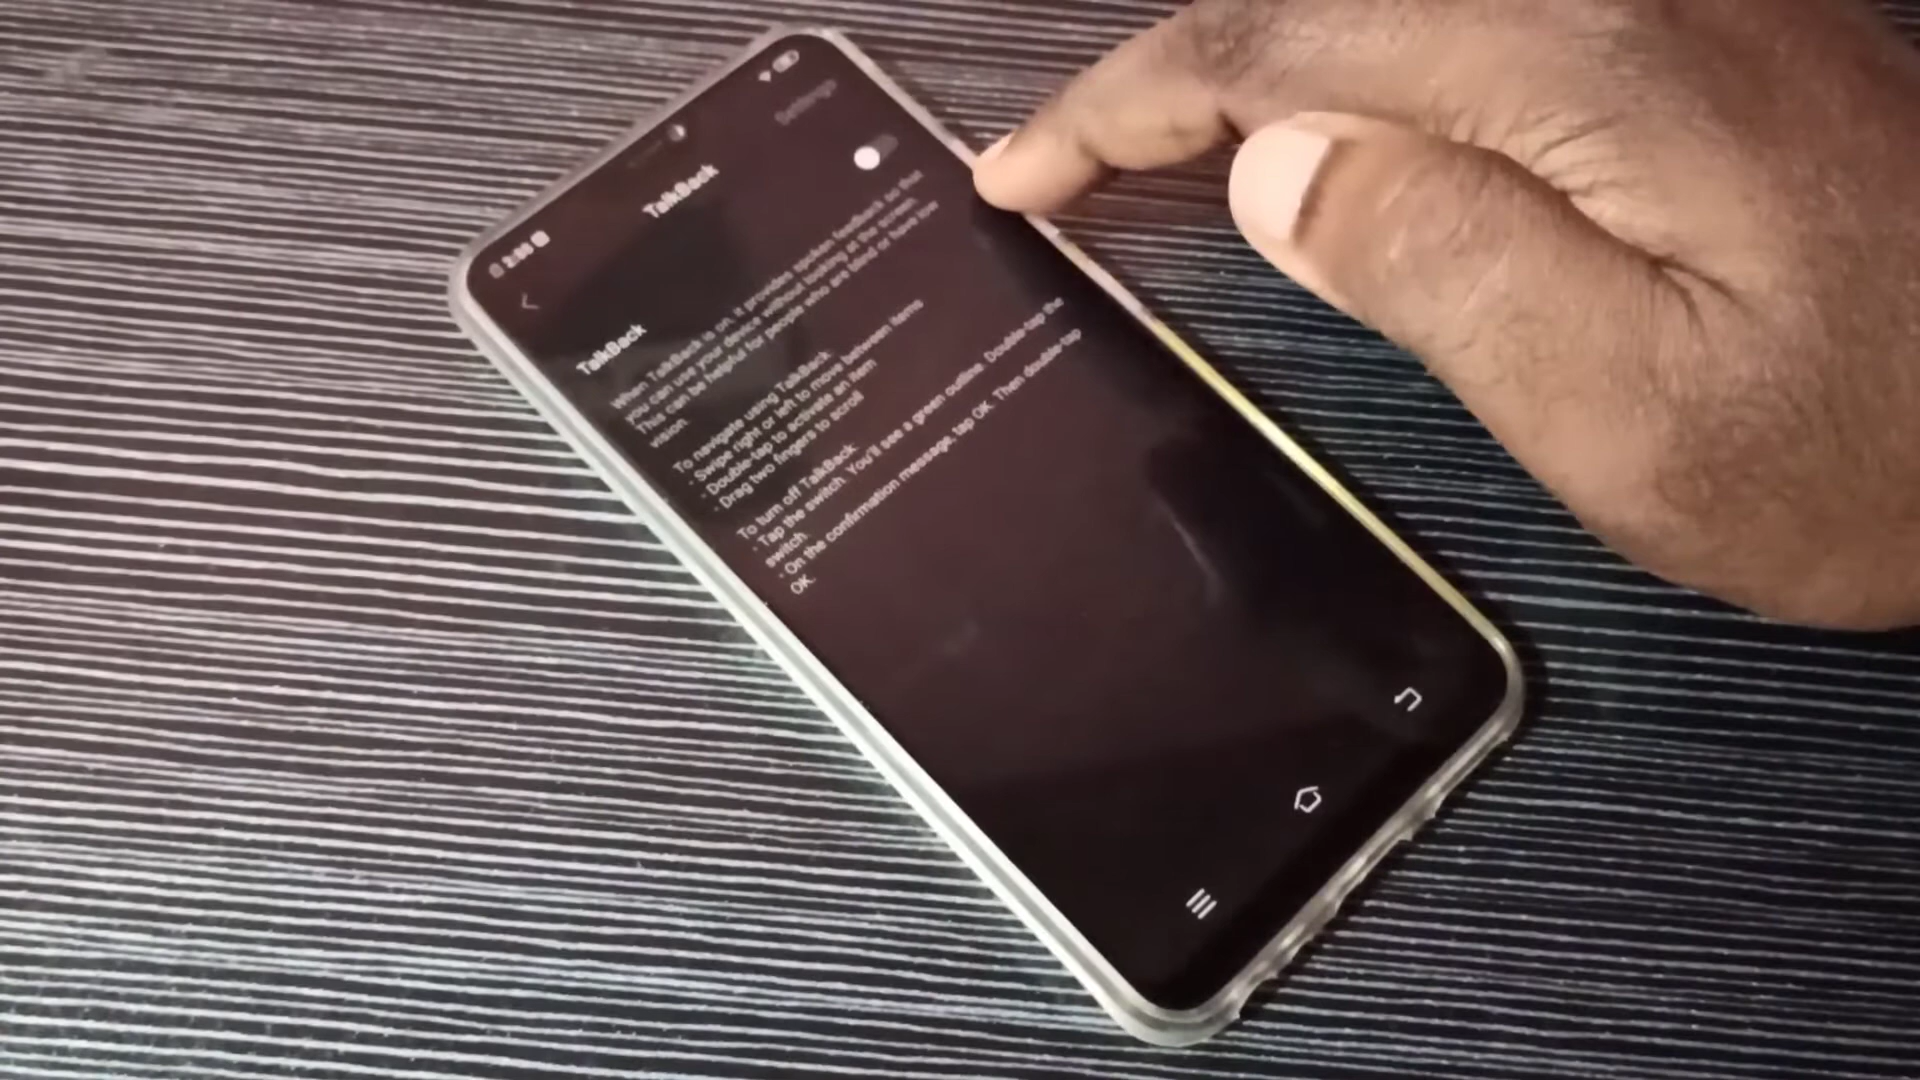 Settings
TalkBack
TalkBack
When TalkBack is on, it provides spoken feedback so that
you can use your device without looking at the screen.
This can be helpful for people who are blind or have low
vision.
To navigate using TalkBack:
· Swipe right or left to move between items
· Double-tap to activate an item
· Drag two fingers to scroll
To turn off TalkBack:
· Tap the switch. You'll see a green outline. Double-tap the
switch.
· On the confirmation message, tap OK. Then double-tap
OK.